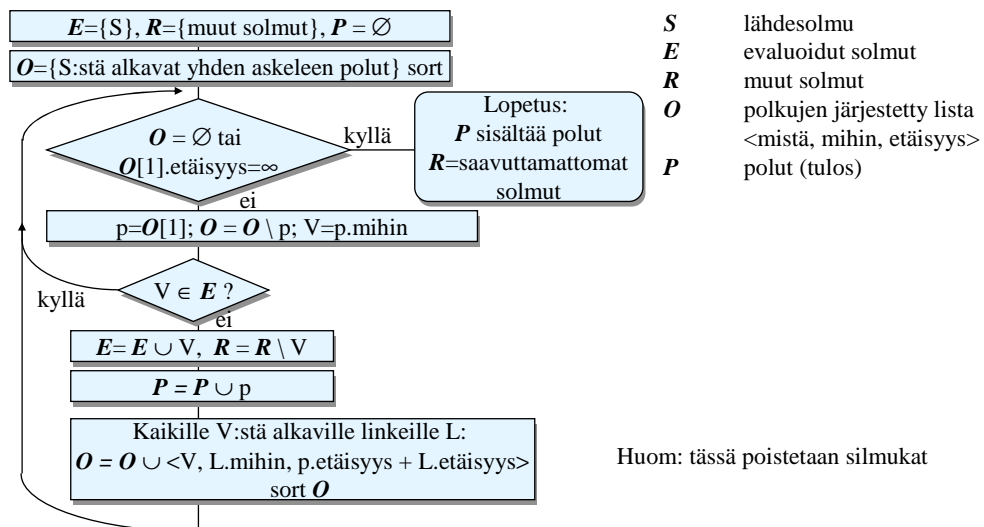 E={S}, R={muut solmut}, P = ∅
O={S:stä alkavat yhden askeleen polut} sort
O = ∅ tai
O[1].etäisyys=∞
kyllä
Lopetus:
P sisältää polut
R=saavuttamattomat
solmut
ei
p=O[1]; O = O \ p; V=p.mihin
V ∈ E ?
kyllä
ei
E= E ∪ V, R = R \ V
P = P ∪ p
Kaikille V:stä alkaville linkeille L:
O = O ∪ <V, L.mihin, p.etäisyys + L.etäisyys>
sort O
S lähdesolmu
E evaluoidut solmut
R muut solmut
O polkujen järjestetty lista
<mistä, mihin, etäisyys>
P polut (tulos)
Huom: tässä poistetaan silmukat